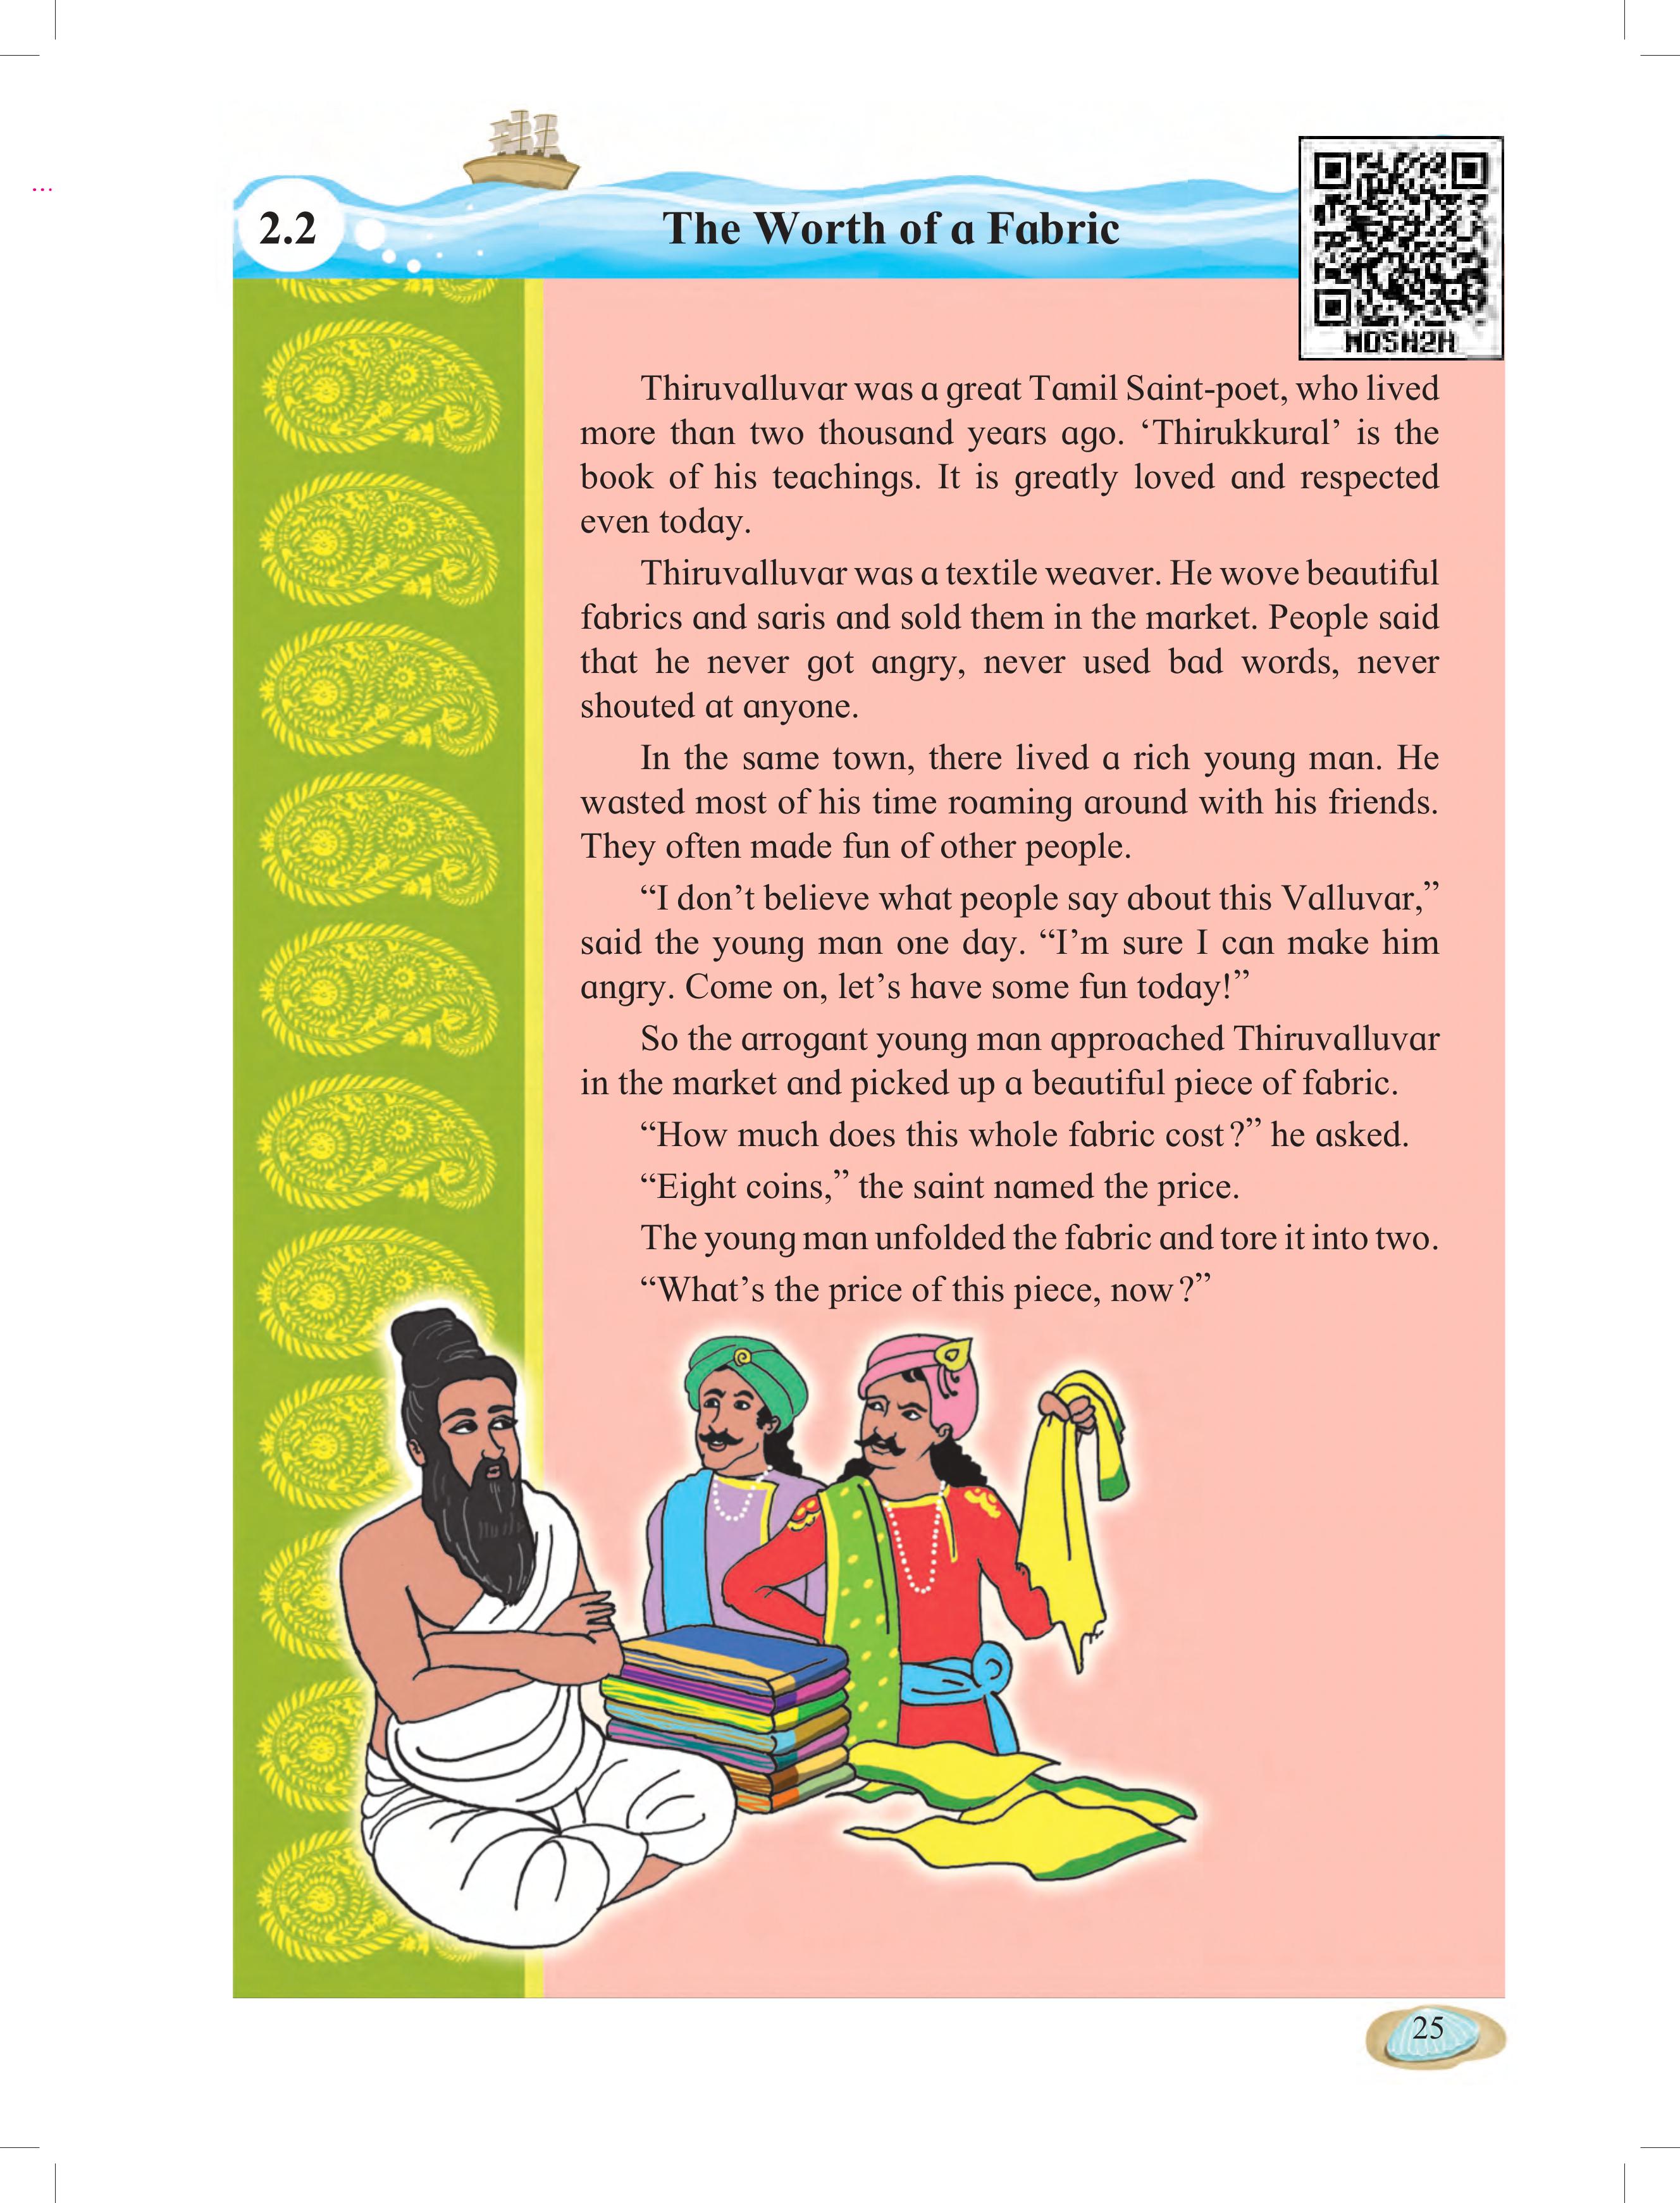 2.2
The Worth of a Fabric
Thiruvalluvar was a great Tamil Saint-poet, who lived
more than two thousand years ago. ‘Thirukkural’ is the
book of his teachings. It is greatly loved and respected
even today.
Thiruvalluvar was a textile weaver. He wove beautiful
fabrics and saris and sold them in the market. People said
that he never got angry, never used bad words, never
shouted at anyone.
In the same town, there lived a rich young man. He
wasted most of his time roaming around with his friends.
They often made fun of other people.
“I don’t believe what people say about this Valluvar,”
said the young man one day. “I’m sure I can make him
angry. Come on, let’s have some fun today!”
So the arrogant young man approached Thiruvalluvar
in the market and picked up a beautiful piece of fabric.
“How much does this whole fabric cost?” he asked.
“Eight coins,” the saint named the price.
The young man unfolded the fabric and tore it into two.
“What’s the price of this piece, now?”
25